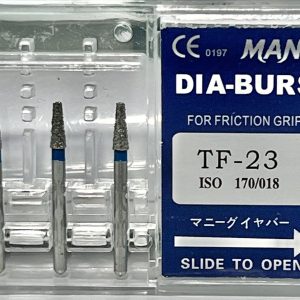 CE 0197 MAN
DIA-BURS
FOR FRICTION GRIP
TF-23
ISO 170/018
マニーダイヤバー
SLIDE TO OPEN